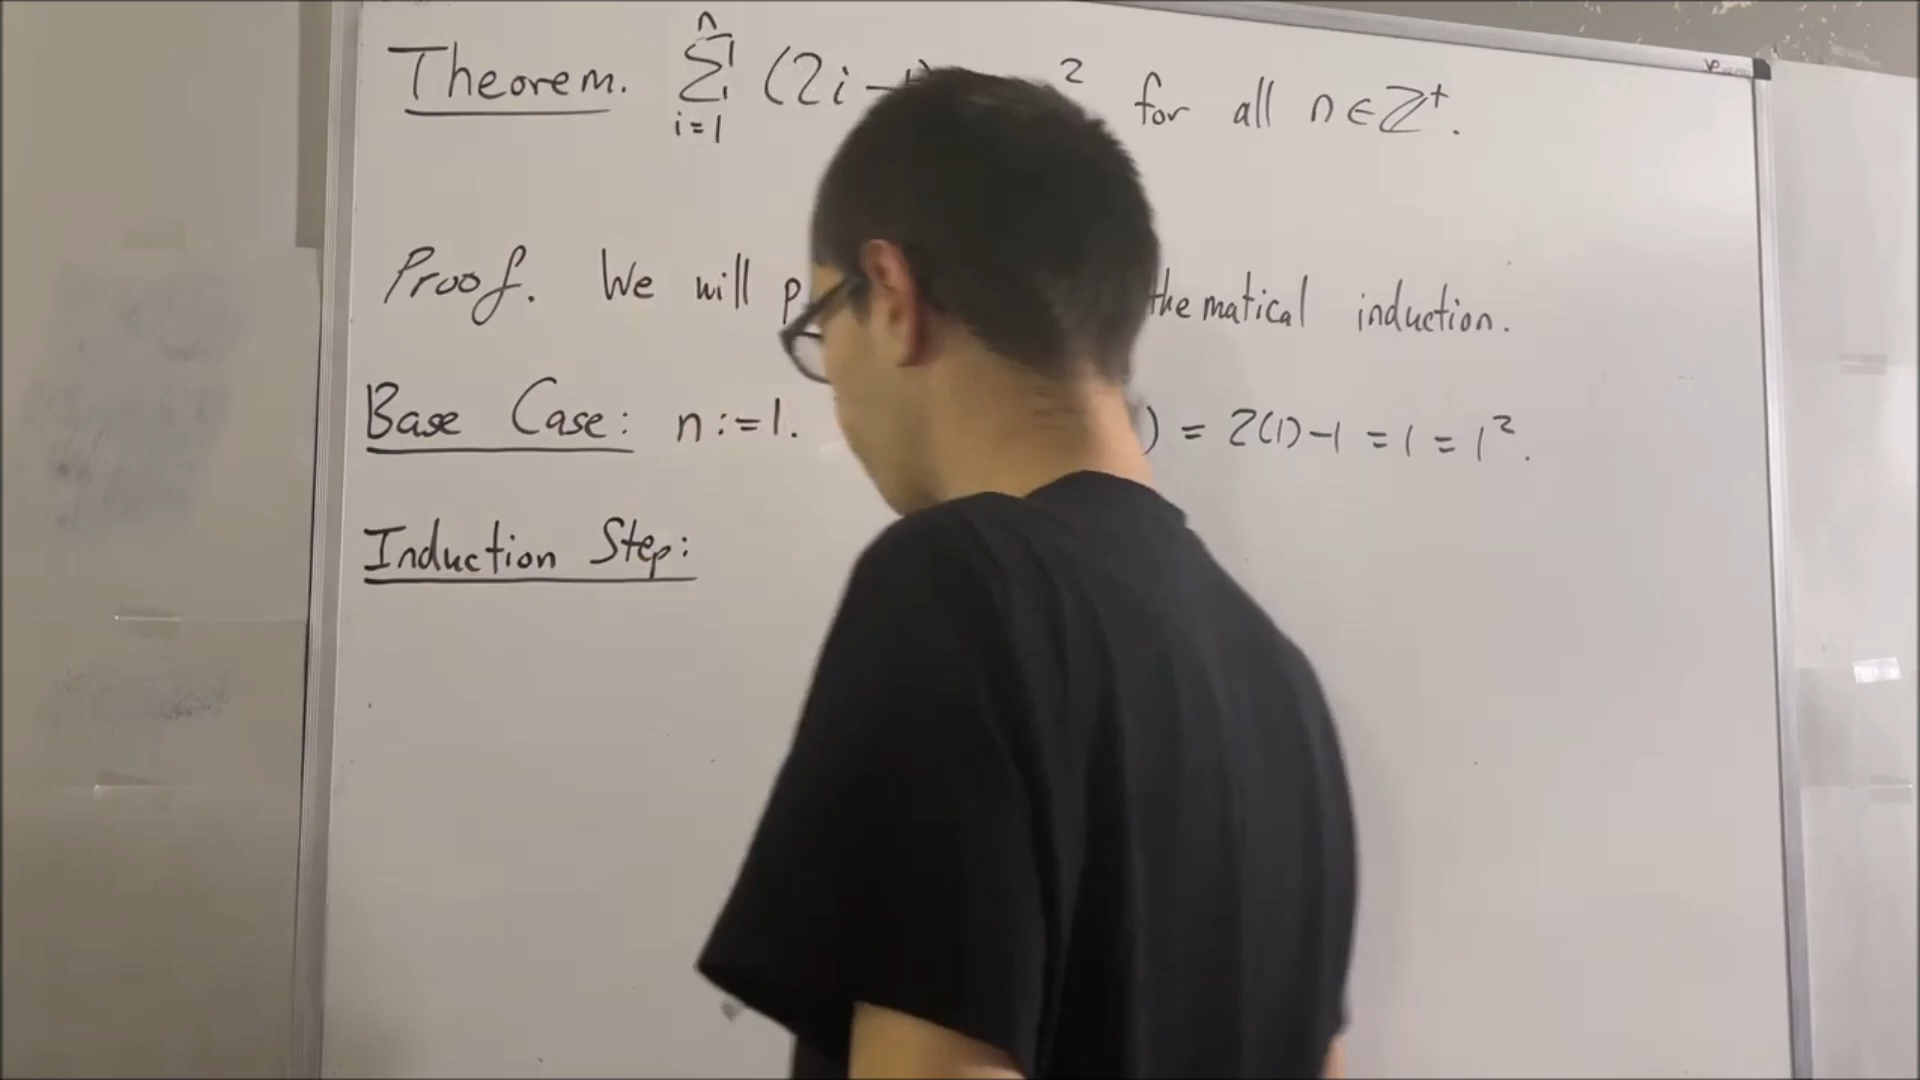 Theorem. n Σ i=1 (2i - 2 for all n ∈ ℤ⁺.
Proof. We will thematical induction.
Base Case: n := 1. ) = 2(1)-1 = 1 = 1².
Induction Step: